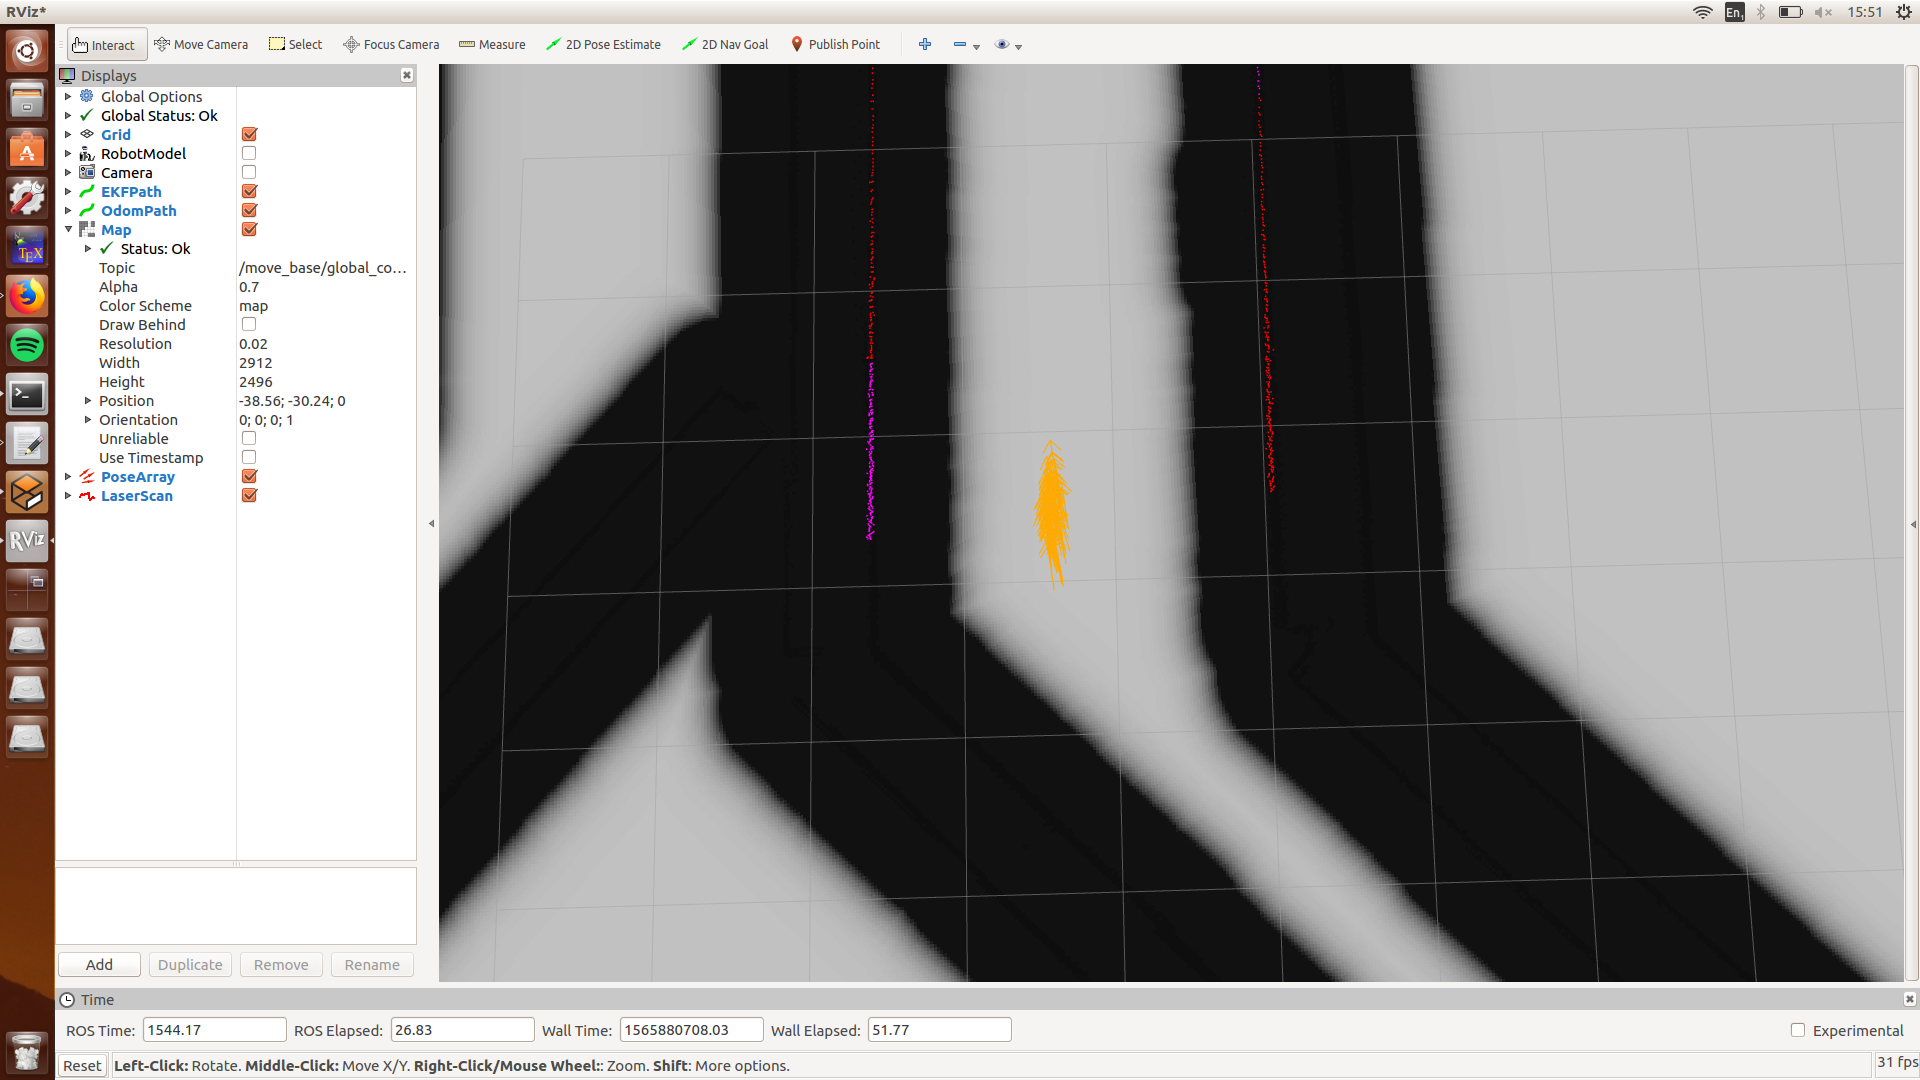 RViz*
En1
15:51
Interact Move Camera Select Focus Camera Measure 2D Pose Estimate 2D Nav Goal Publish Point
Displays
Global Options
Global Status: Ok
Grid
RobotModel
Camera
EKFPath
OdomPath
Map
Status: Ok
Topic /move_base/global_co...
Alpha 0.7
Color Scheme map
Draw Behind
Resolution 0.02
Width 2912
Height 2496
Position -38.56; -30.24; 0
Orientation 0; 0; 0; 1
Unreliable
Use Timestamp
PoseArray
LaserScan
TEX
RViz
Add Duplicate Remove Rename
Time
ROS Time: 1544.17 ROS Elapsed: 26.83 Wall Time: 1565880708.03 Wall Elapsed: 51.77 Experimental
Reset Left-Click: Rotate. Middle-Click: Move X/Y. Right-Click/Mouse Wheel:: Zoom. Shift: More options. 31 fps